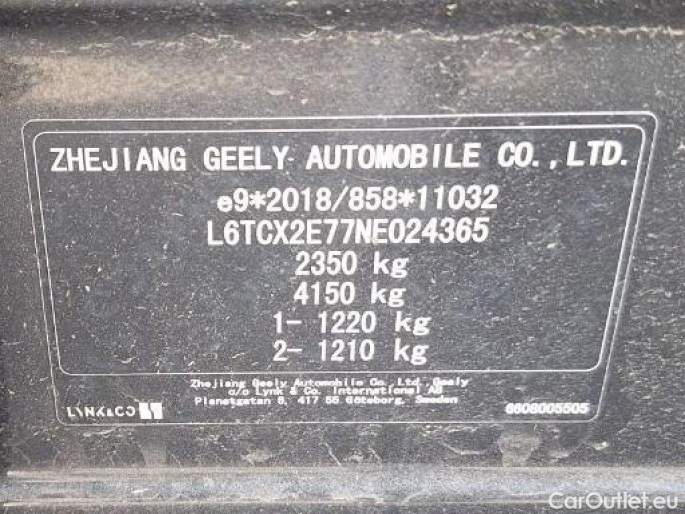 ZHEJIANG GEELY AUTOMOBILE CO.,LTD.
e9*2018/858*11032
L6TCX2E77NE024365
2350 kg
4150 kg
1- 1220 kg
2- 1210 kg
Zhejiang Geely Automobile Co., Ltd. Geely
c/o Lynk & Co. International AB
Planetgatan 6, 417 55 Göteborg, Sweden
LYNK&CO
6608005505
CarOutlet.eu